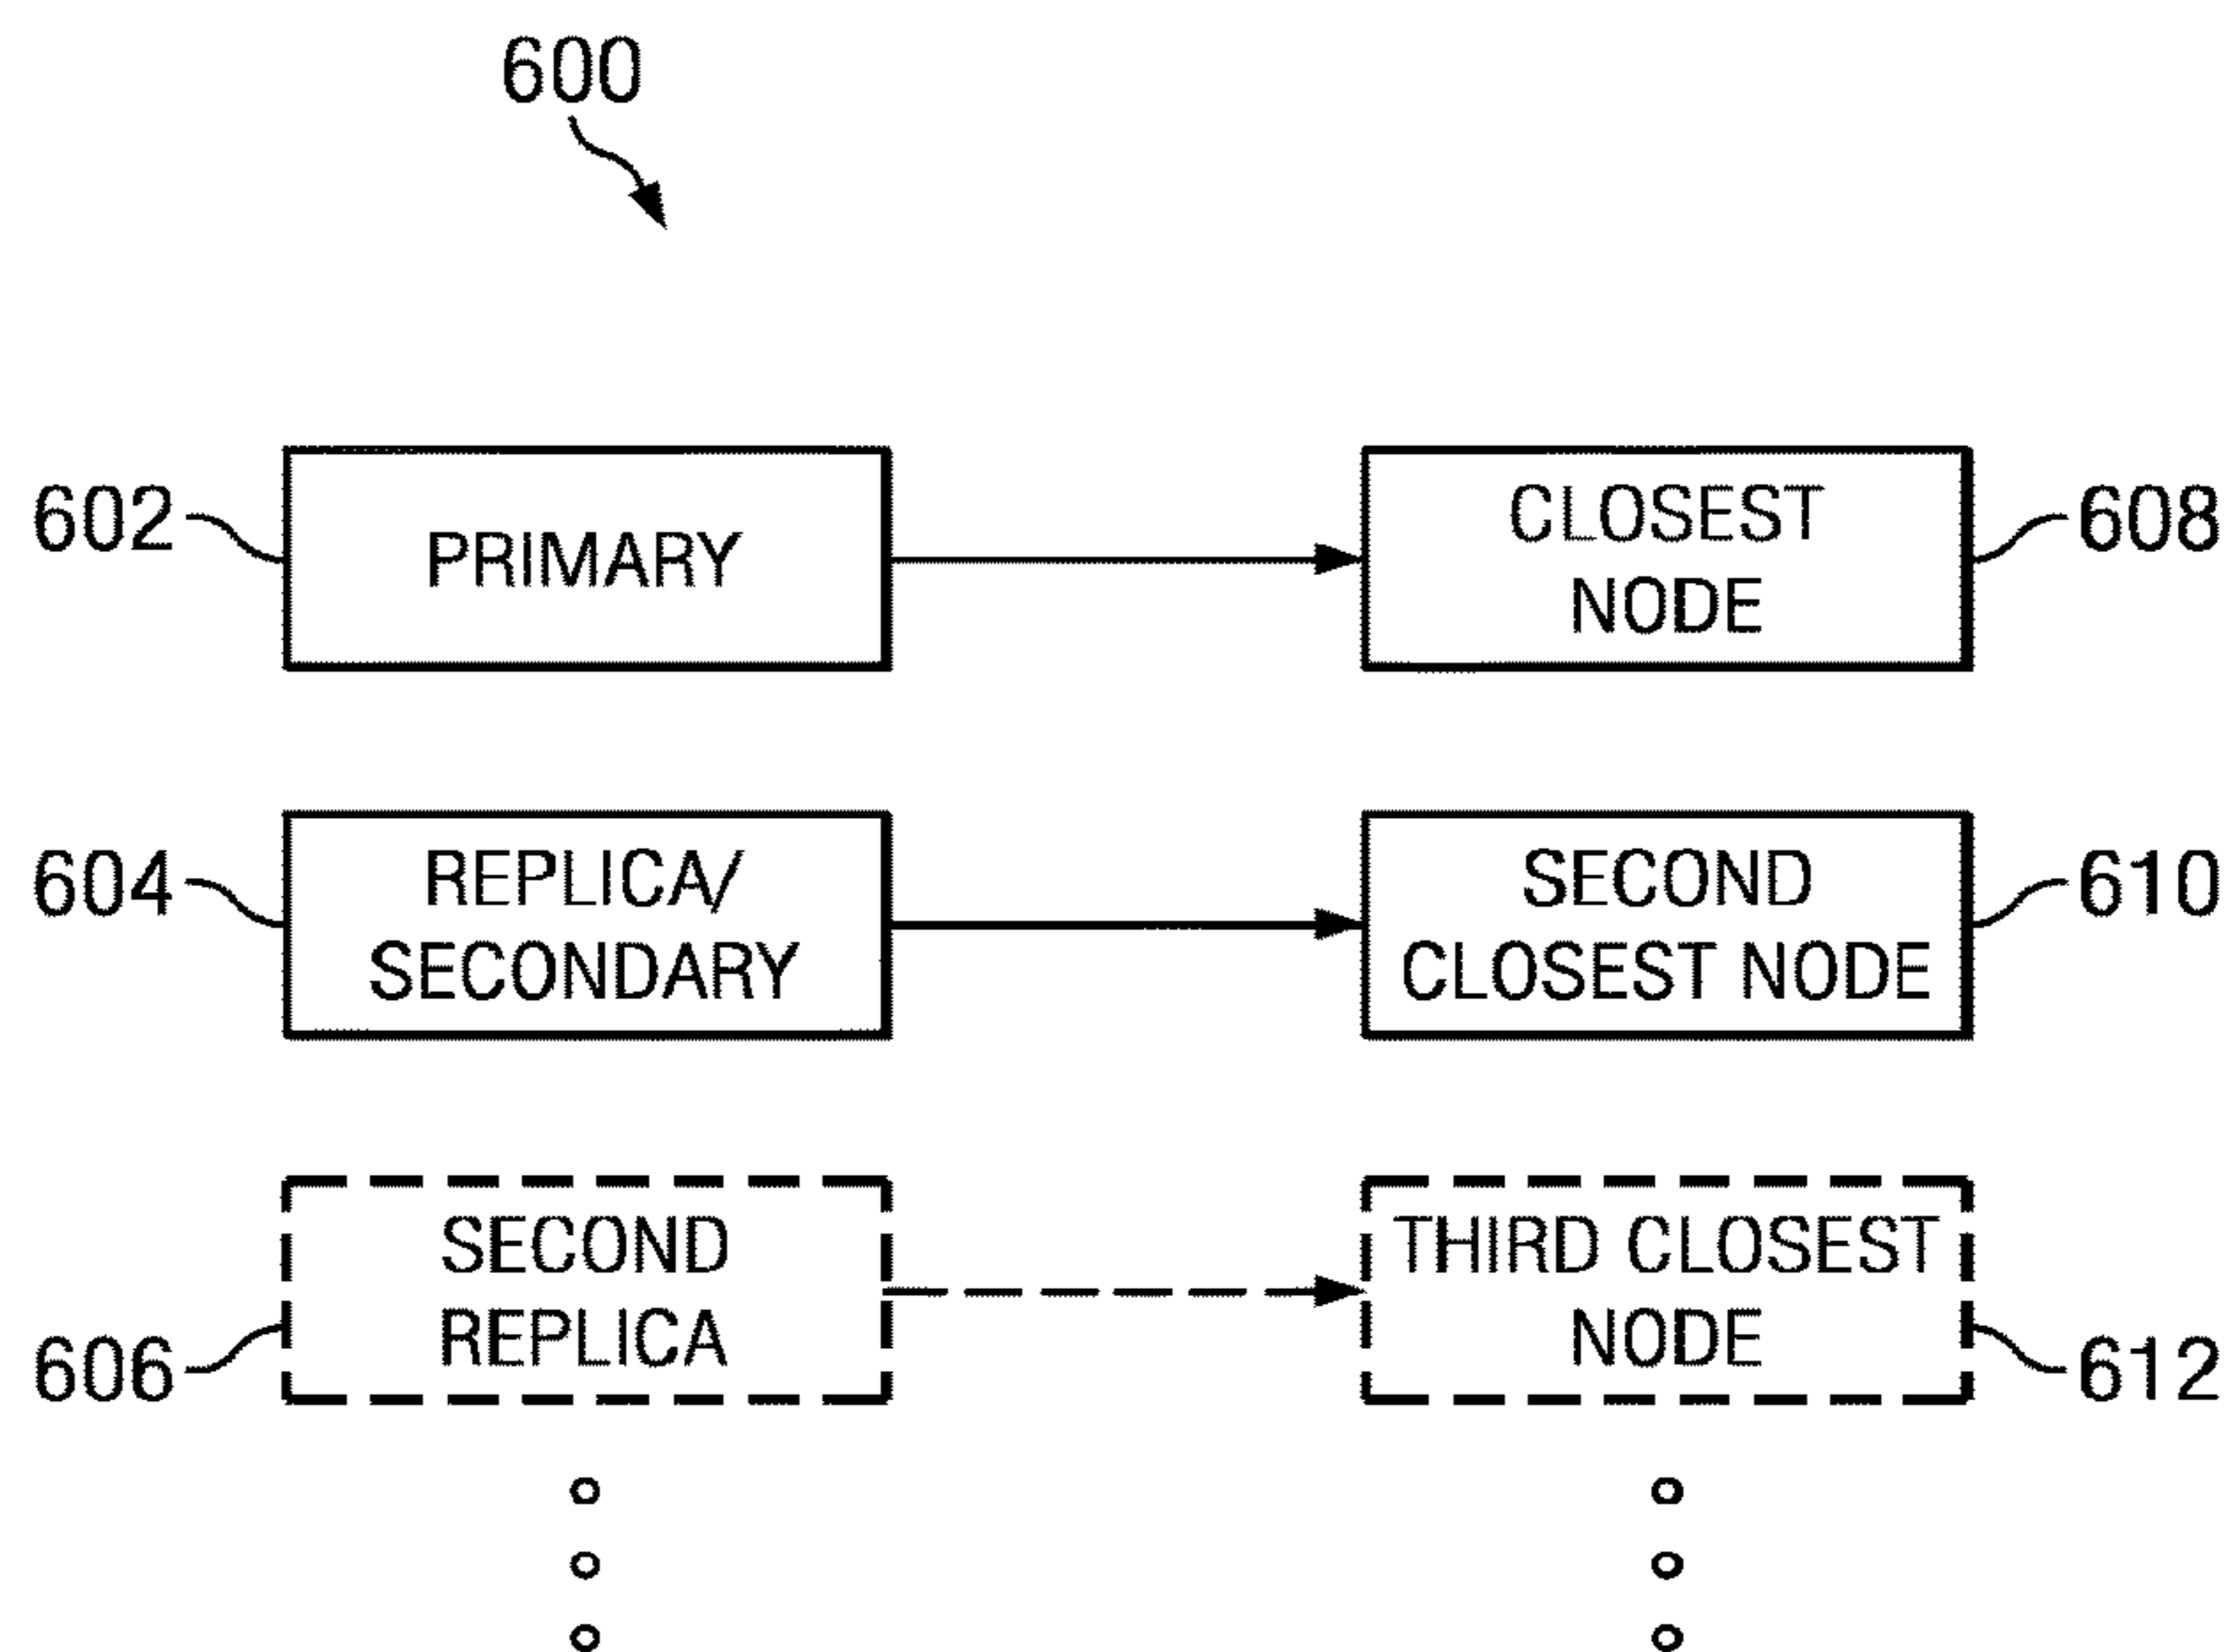 600
602
PRIMARY
CLOSEST
NODE
608
604
REPLICA/
SECONDARY
SECOND
CLOSEST NODE
610
606
SECOND
REPLICA
THIRD CLOSEST
NODE
612